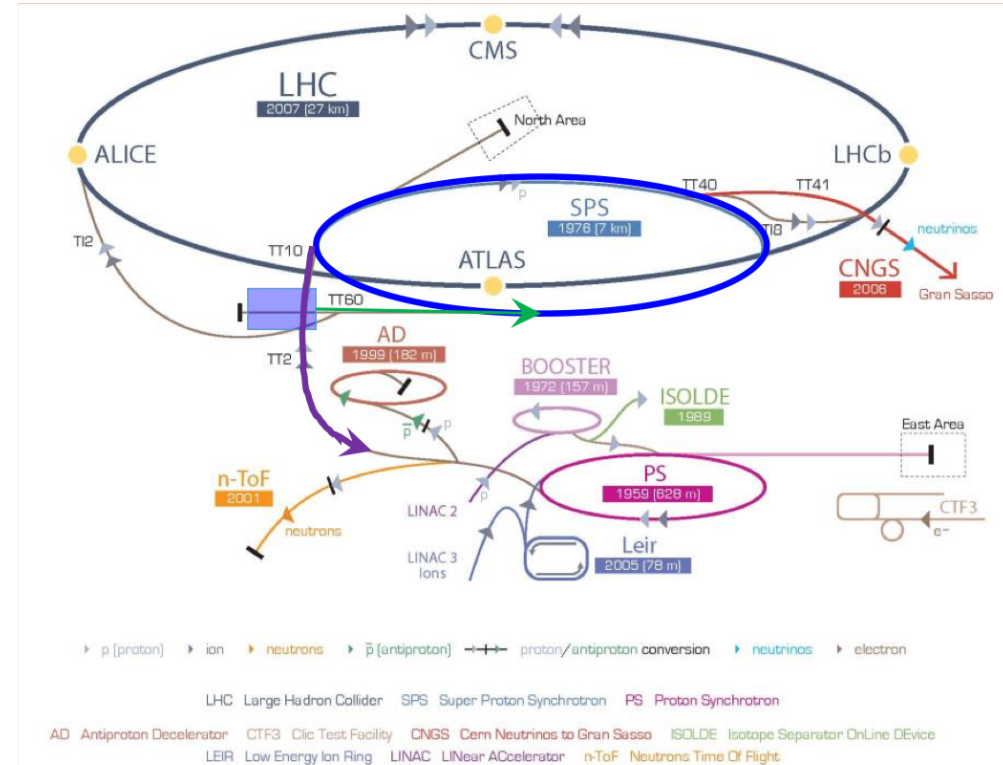 CMS
LHC
2007 (27 km)
North Area
ALICE
LHCb
p
TT40
TT41
SPS
1976 (7 km)
TI8
neutrinos
TI2
TT10
ATLAS
CNGS
2006
Gran Sasso
TT60
AD
1999 (182 m)
TT2
BOOSTER
1972 (157 m)
ISOLDE
1989
p̅
p
East Area
n-ToF
2001
PS
1959 (628 m)
LINAC 2
p
neutrons
CTF3
e-
Leir
2005 (78 m)
LINAC 3
Ions
p (proton) ion neutrons p̅ (antiproton) proton/antiproton conversion neutrinos electron
LHC Large Hadron Collider SPS Super Proton Synchrotron PS Proton Synchrotron
AD Antiproton Decelerator CTF3 Clic Test Facility CNGS Cern Neutrinos to Gran Sasso ISOLDE Isotope Separator OnLine DEvice
LEIR Low Energy Ion Ring LINAC LINear ACcelerator n-ToF Neutrons Time Of Flight